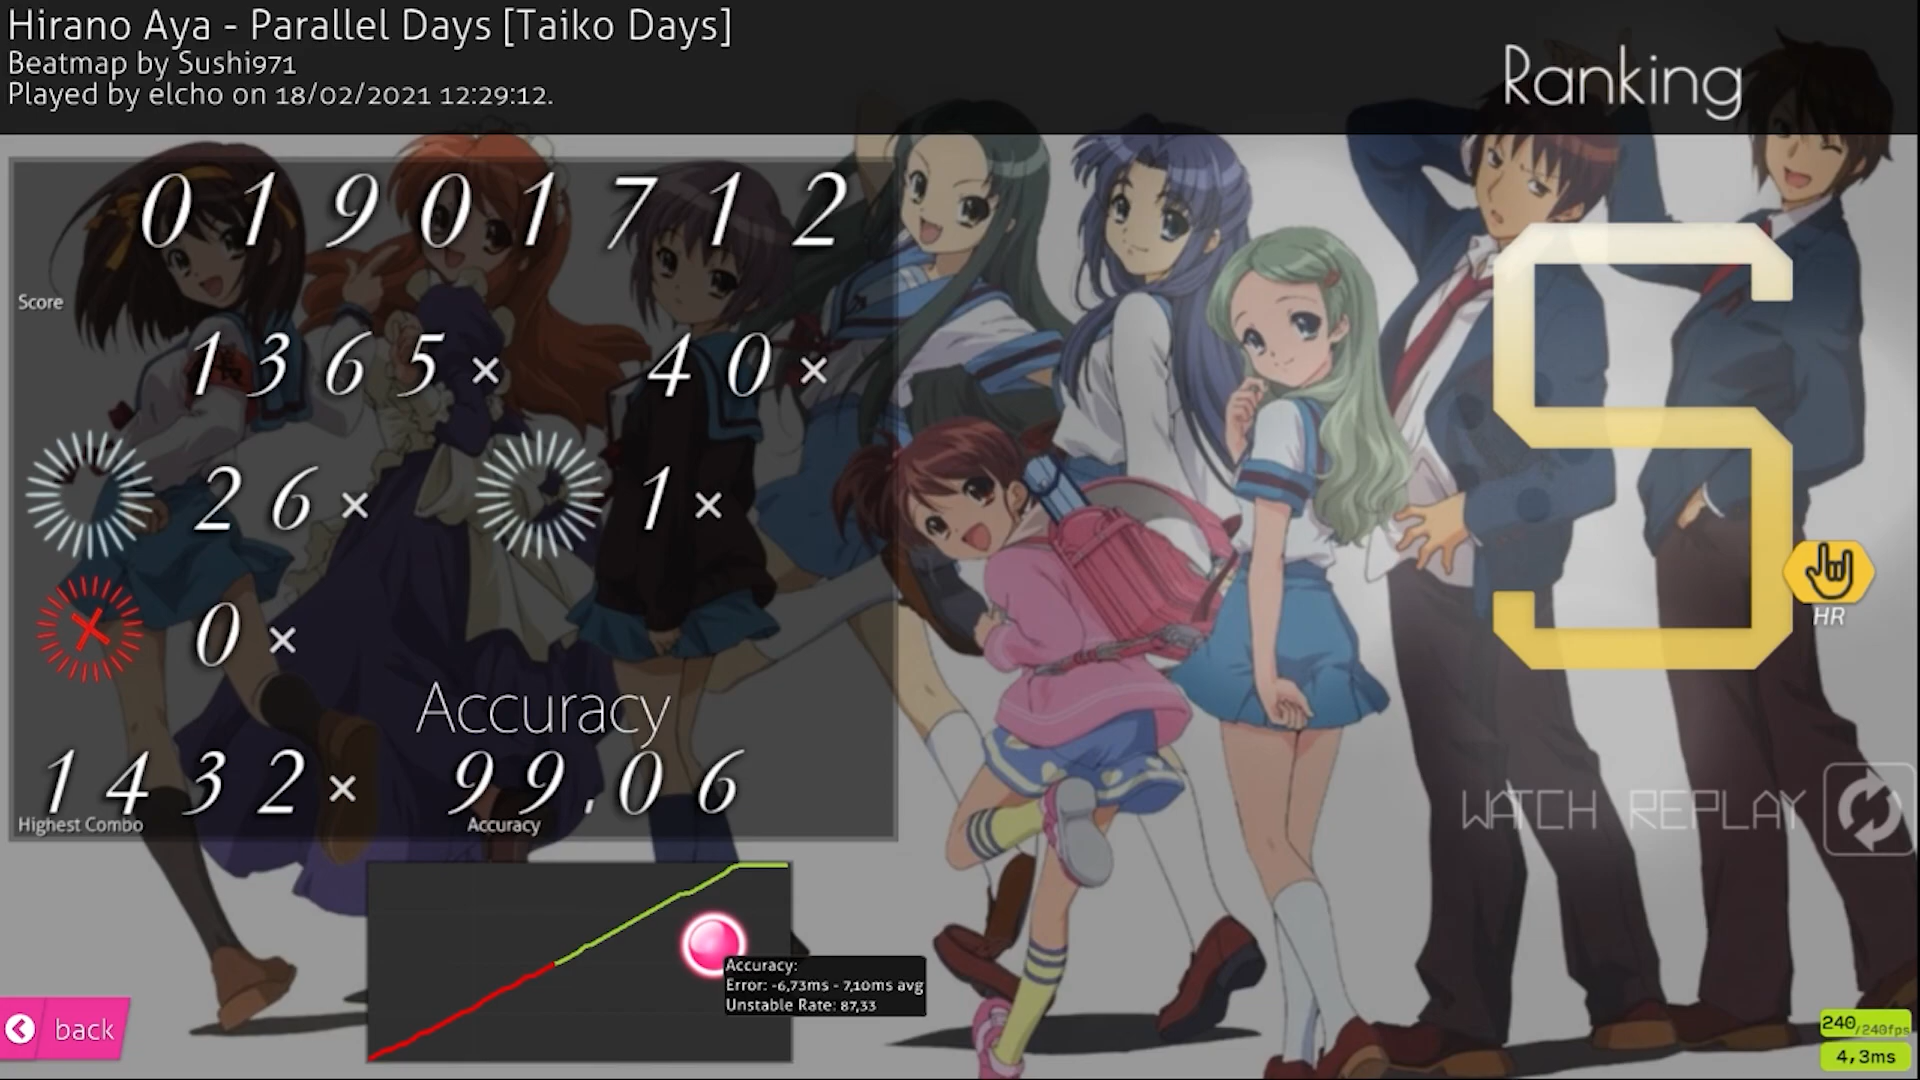 Hirano Aya - Parallel Days [Taiko Days]
Beatmap by Sushi971
Played by elcho on 18/02/2021 12:29:12.
Ranking
01901712
Score
1365× 40×
26× 1×
0×
Accuracy
1432× 99.06
Highest Combo Accuracy
HR
WATCH REPLAY
Accuracy:
Error: -6,73ms - 7,10ms avg
Unstable Rate: 87,33
back
240/240fps
4,3ms